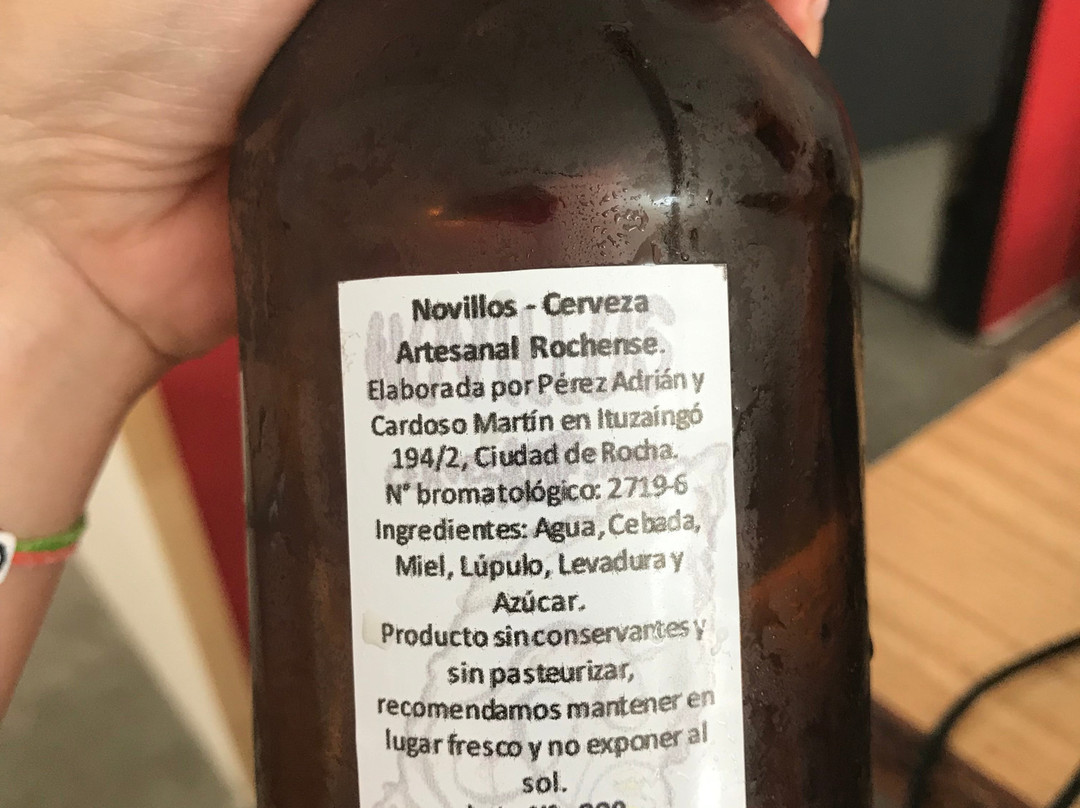 Novillos - Cerveza
Artesanal Rochense.
Elaborada por Pérez Adrián y
Cardoso Martín en Ituzaingó
194/2, Ciudad de Rocha.
N° bromatológico: 2719-6
Ingredientes: Agua, Cebada,
Miel, Lúpulo, Levadura y
Azúcar.
Producto sin conservantes y
sin pasteurizar,
recomendamos mantener en
lugar fresco y no exponer al
sol.